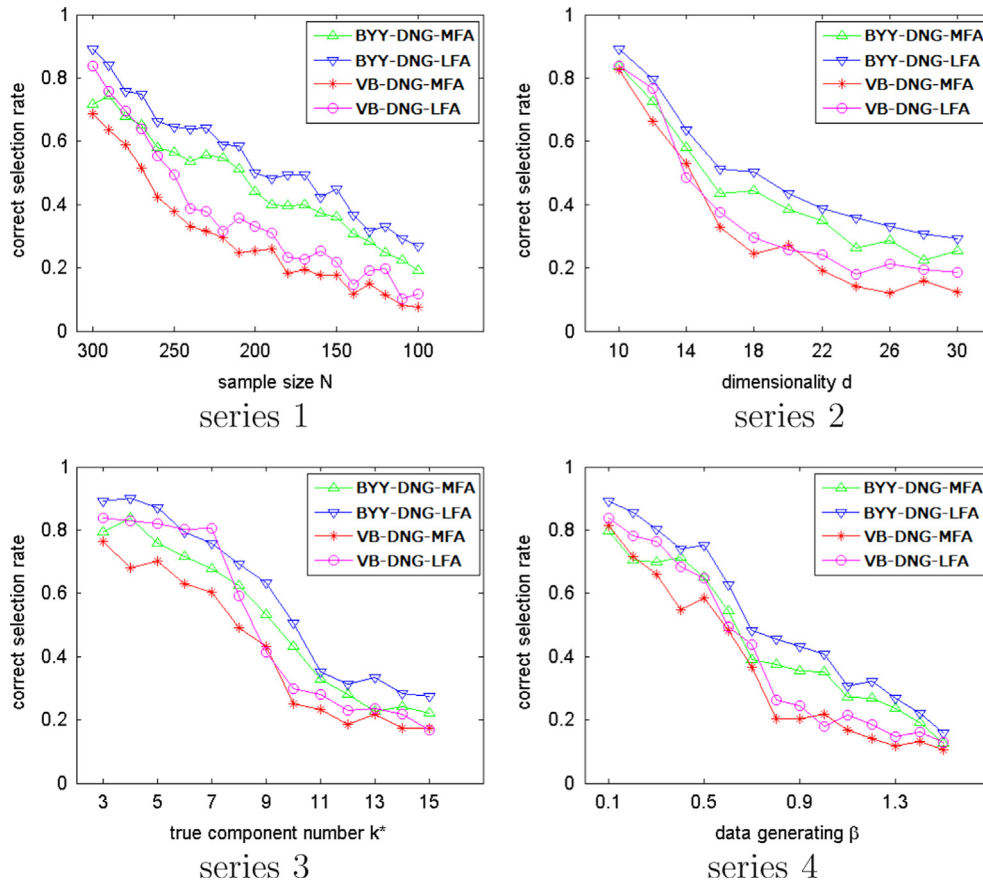 correct selection rate
1
0.8
0.6
0.4
0.2
0
BYY-DNG-MFA
BYY-DNG-LFA
VB-DNG-MFA
VB-DNG-LFA
300 250 200 150 100
sample size N
series 1
correct selection rate
1
0.8
0.6
0.4
0.2
0
BYY-DNG-MFA
BYY-DNG-LFA
VB-DNG-MFA
VB-DNG-LFA
10 14 18 22 26 30
dimensionality d
series 2
correct selection rate
1
0.8
0.6
0.4
0.2
0
BYY-DNG-MFA
BYY-DNG-LFA
VB-DNG-MFA
VB-DNG-LFA
3 5 7 9 11 13 15
true component number k*
series 3
correct selection rate
1
0.8
0.6
0.4
0.2
0
BYY-DNG-MFA
BYY-DNG-LFA
VB-DNG-MFA
VB-DNG-LFA
0.1 0.5 0.9 1.3
data generating β
series 4